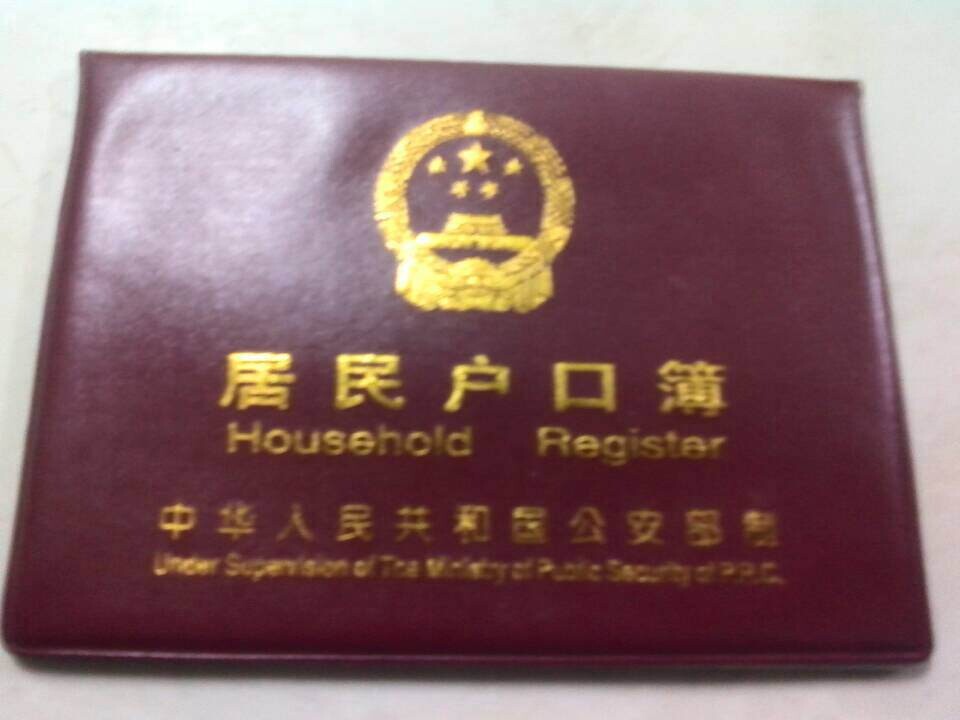 居民户口簿
Household Register
中华人民共和国公安部制
Under Supervision of The Ministry of Public Security of P.R.C.